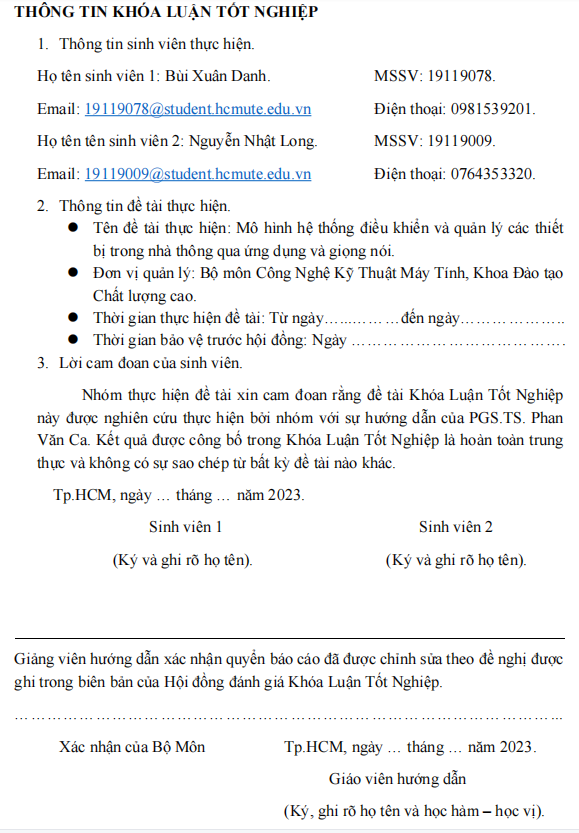 THÔNG TIN KHÓA LUẬN TỐT NGHIỆP
1. Thông tin sinh viên thực hiện.
Họ tên sinh viên 1: Bùi Xuân Danh. MSSV: 19119078.
Email: 19119078@student.hcmute.edu.vn Điện thoại: 0981539201.
Họ tên tên sinh viên 2: Nguyễn Nhật Long. MSSV: 19119009.
Email: 19119009@student.hcmute.edu.vn Điện thoại: 0764353320.
2. Thông tin đề tài thực hiện.
● Tên đề tài thực hiện: Mô hình hệ thống điều khiển và quản lý các thiết
bị trong nhà thông qua ứng dụng và giọng nói.
● Đơn vị quản lý: Bộ môn Công Nghệ Kỹ Thuật Máy Tính, Khoa Đào tạo
Chất lượng cao.
● Thời gian thực hiện đề tài: Từ ngày…...………đến ngày………………..
● Thời gian bảo vệ trước hội đồng: Ngày ………………………………….
3. Lời cam đoan của sinh viên.
Nhóm thực hiện đề tài xin cam đoan rằng đề tài Khóa Luận Tốt Nghiệp
này được nghiên cứu thực hiện bởi nhóm với sự hướng dẫn của PGS.TS. Phan
Văn Ca. Kết quả được công bố trong Khóa Luận Tốt Nghiệp là hoàn toàn trung
thực và không có sự sao chép từ bất kỳ đề tài nào khác.
Tp.HCM, ngày … tháng … năm 2023.
Sinh viên 1 Sinh viên 2
(Ký và ghi rõ họ tên). (Ký và ghi rõ họ tên).
Giảng viên hướng dẫn xác nhận quyển báo cáo đã được chỉnh sửa theo đề nghị được
ghi trong biên bản của Hội đồng đánh giá Khóa Luận Tốt Nghiệp.
……………………………………………………………………………………...
Xác nhận của Bộ Môn Tp.HCM, ngày … tháng … năm 2023.
Giáo viên hướng dẫn
(Ký, ghi rõ họ tên và học hàm – học vị).